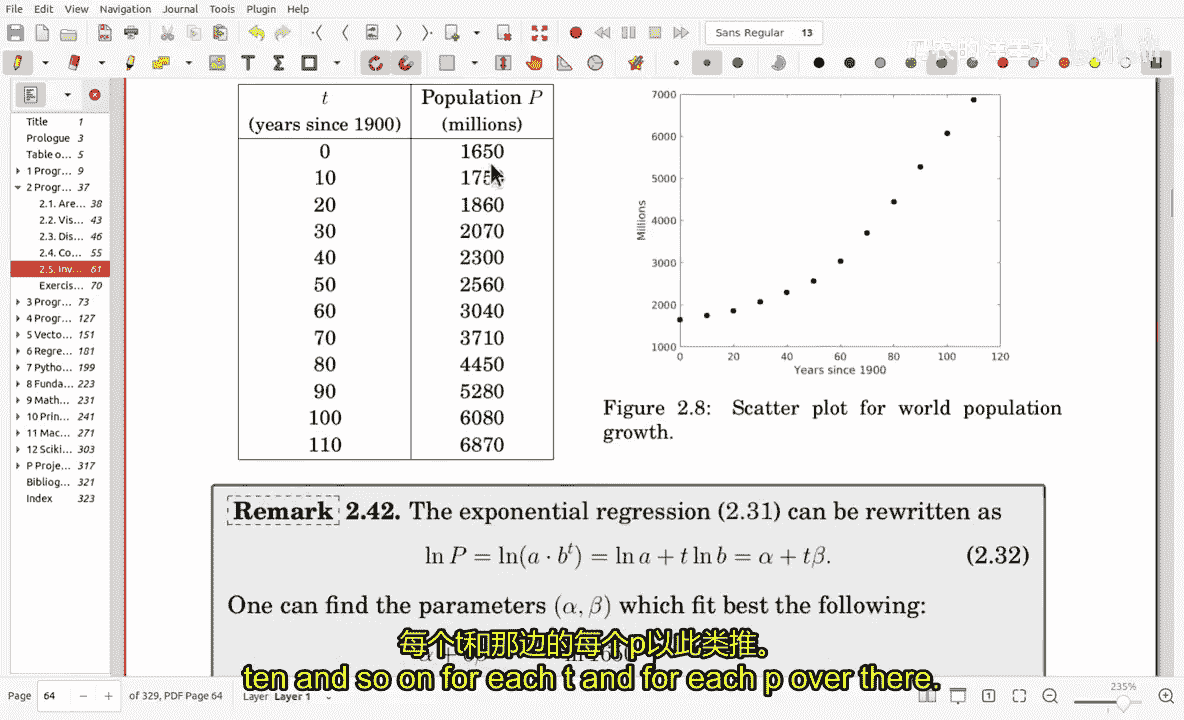 File Edit View Navigation Journal Tools Plugin Help
Sans Regular 13
Title 1
Prologue 3
Table o... 5
1 Progr... 9
2 Progr... 37
2.1. Are... 38
2.2. Vis... 43
2.3. Dis... 46
2.4. Co... 55
2.5. Inv... 61
Exercis... 70
3 Progr... 73
4 Progr... 127
5 Vecto... 151
6 Regre... 181
7 Pytho... 199
8 Funda... 223
9 Math... 231
10 Prin... 241
11 Mac... 271
12 Sciki... 303
P Proje... 317
Bibliog... 321
Index 323
t Population P
(years since 1900) (millions)
0 1650
10
20 1860
30 2070
40 2300
50 2560
60 3040
70 3710
80 4450
90 5280
100 6080
110 6870
7000
6000
5000
4000
3000
2000
1000
Millions
0 20 40 60 80 100 120
Years since 1900
Figure 2.8: Scatter plot for world population
growth.
Remark 2.42. The exponential regression (2.31) can be rewritten as
ln P = ln(a · b^t) = ln a + t ln b = α + tβ. (2.32)
One can find the parameters (α, β) which fit best the following:
每个t和那边的每个p以此类推。
ten and so on for each t and for each p over there.
Page 64 of 329, PDF Page 64 Layer Layer 1 235%